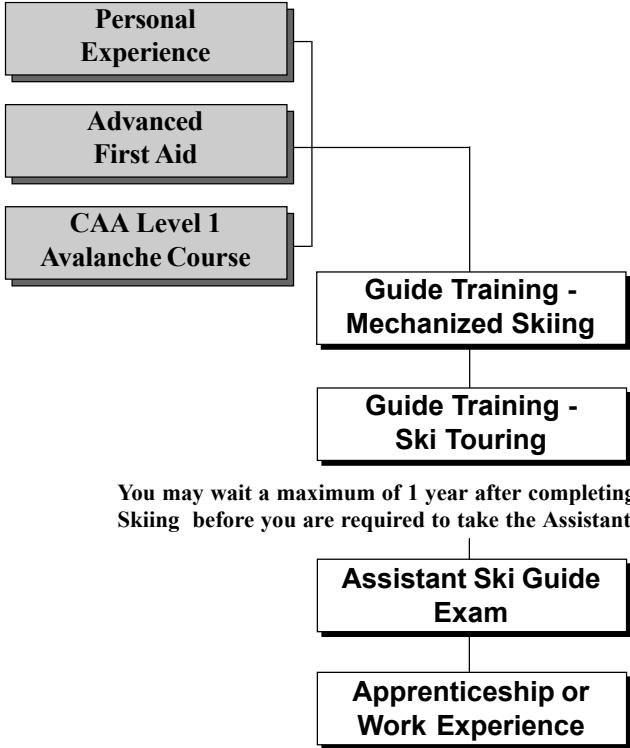 Personal
Experience
Advanced
First Aid
CAA Level 1
Avalanche Course
Guide Training -
Mechanized Skiing
Guide Training -
Ski Touring
You may wait a maximum of 1 year after completing
Skiing before you are required to take the Assistant
Assistant Ski Guide
Exam
Apprenticeship or
Work Experience